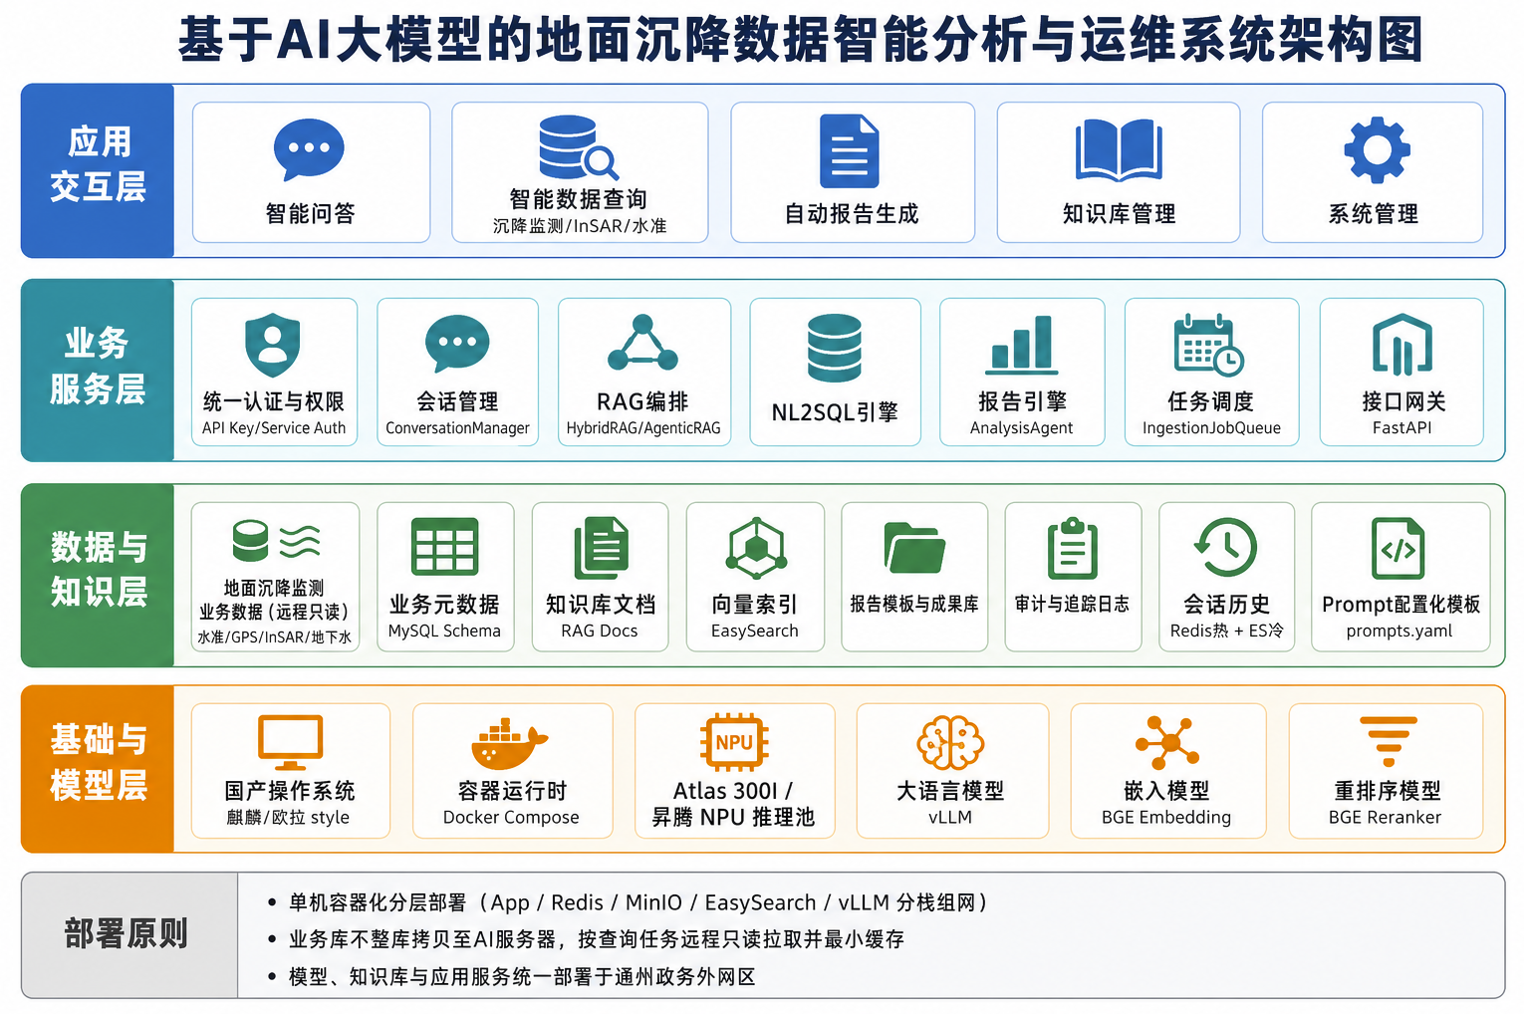 基于AI大模型的地面沉降数据智能分析与运维系统架构图
应用
交互层
智能问答
智能数据查询
沉降监测/InSAR/水准
自动报告生成
知识库管理
系统管理
业务
服务层
统一认证与权限
API Key/Service Auth
会话管理
ConversationManager
RAG编排
HybridRAG/AgenticRAG
NL2SQL引擎
报告引擎
AnalysisAgent
任务调度
IngestionJobQueue
接口网关
FastAPI
数据与
知识层
地面沉降监测
业务数据（远程只读）
水准/GPS/InSAR/地下水
业务元数据
MySQL Schema
知识库文档
RAG Docs
向量索引
EasySearch
报告模板与成果库
审计与追踪日志
会话历史
Redis热 + ES冷
Prompt配置化模板
prompts.yaml
基础与
模型层
国产操作系统
麒麟/欧拉 style
容器运行时
Docker Compose
NPU
Atlas 300I /
昇腾 NPU 推理池
大语言模型
vLLM
嵌入模型
BGE Embedding
重排序模型
BGE Reranker
部署原则
• 单机容器化分层部署（App / Redis / MinIO / EasySearch / vLLM 分栈组网）
• 业务库不整库拷贝至AI服务器，按查询任务远程只读拉取并最小缓存
• 模型、知识库与应用服务统一部署于通州政务外网区